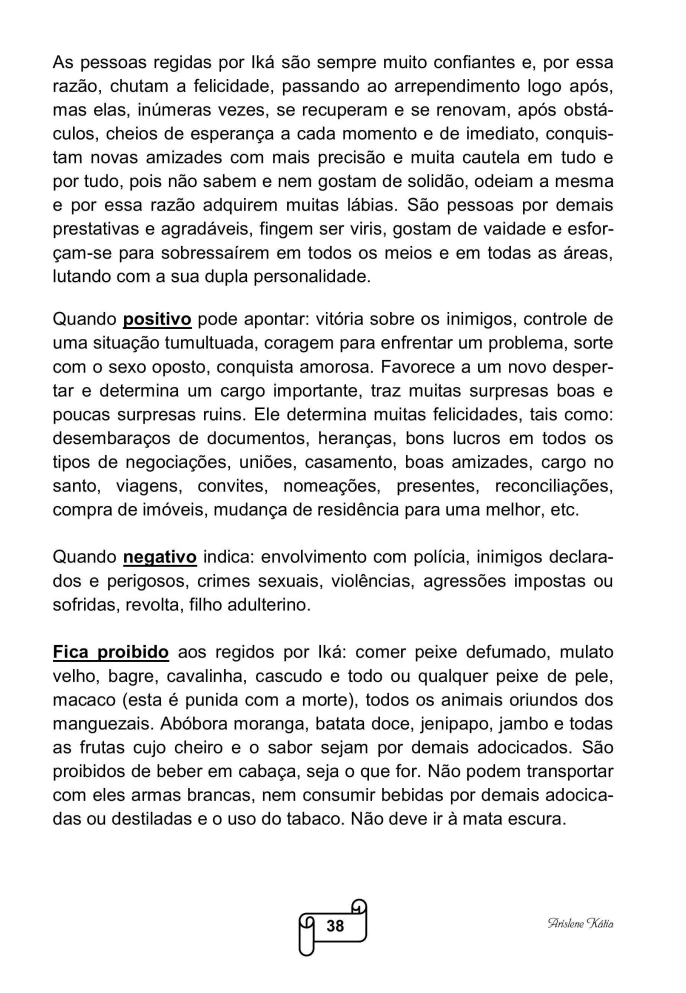 As pessoas regidas por Iká são sempre muito confiantes e, por essa
razão, chutam a felicidade, passando ao arrependimento logo após,
mas elas, inúmeras vezes, se recuperam e se renovam, após obstá-
culos, cheios de esperança a cada momento e de imediato, conquis-
tam novas amizades com mais precisão e muita cautela em tudo e
por tudo, pois não sabem e nem gostam de solidão, odeiam a mesma
e por essa razão adquirem muitas lábias. São pessoas por demais
prestativas e agradáveis, fingem ser viris, gostam de vaidade e esfor-
çam-se para sobressaírem em todos os meios e em todas as áreas,
lutando com a sua dupla personalidade.
Quando positivo pode apontar: vitória sobre os inimigos, controle de
uma situação tumultuada, coragem para enfrentar um problema, sorte
com o sexo oposto, conquista amorosa. Favorece a um novo desper-
tar e determina um cargo importante, traz muitas surpresas boas e
poucas surpresas ruins. Ele determina muitas felicidades, tais como:
desembaraços de documentos, heranças, bons lucros em todos os
tipos de negociações, uniões, casamento, boas amizades, cargo no
santo, viagens, convites, nomeações, presentes, reconciliações,
compra de imóveis, mudança de residência para uma melhor, etc.
Quando negativo indica: envolvimento com polícia, inimigos declara-
dos e perigosos, crimes sexuais, violências, agressões impostas ou
sofridas, revolta, filho adulterino.
Fica proibido aos regidos por Iká: comer peixe defumado, mulato
velho, bagre, cavalinha, cascudo e todo ou qualquer peixe de pele,
macaco (esta é punida com a morte), todos os animais oriundos dos
manguezais. Abóbora moranga, batata doce, jenipapo, jambo e todas
as frutas cujo cheiro e o sabor sejam por demais adocicados. São
proibidos de beber em cabaça, seja o que for. Não podem transportar
com eles armas brancas, nem consumir bebidas por demais adocica-
das ou destiladas e o uso do tabaco. Não deve ir à mata escura.
38
Arislene Kátia